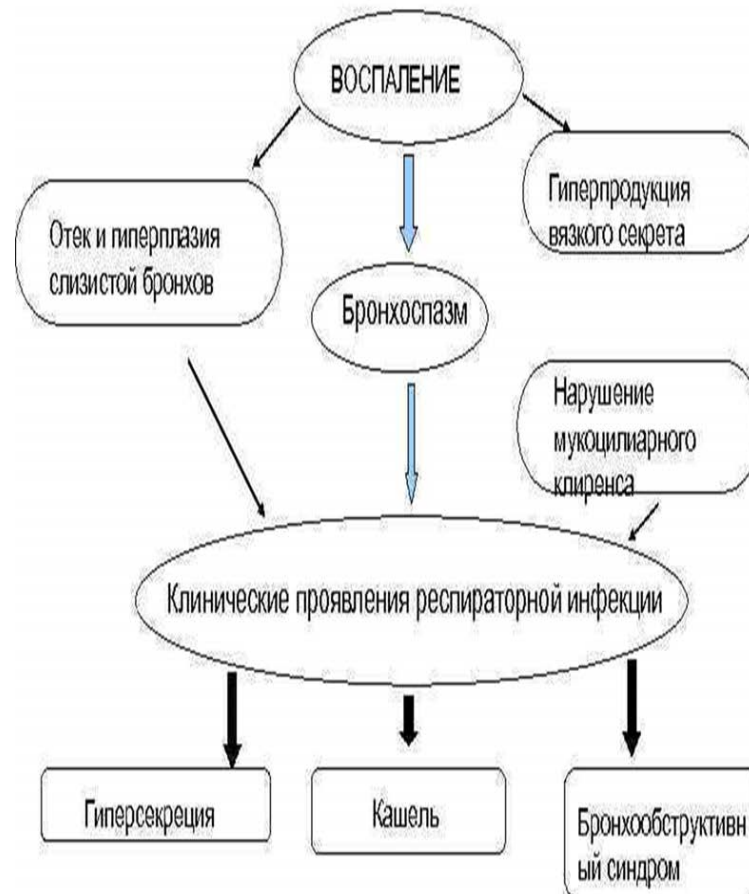 ВОСПАЛЕНИЕ
Отек и гиперплазия
слизистой бронхов
Гиперпродукция
вязкого секрета
Бронхоспазм
Нарушение
мукоцилиарного
клиренса
Клинические проявления респираторной инфекции
Гиперсекреция
Кашель
Бронхообструктивн
ый синдром